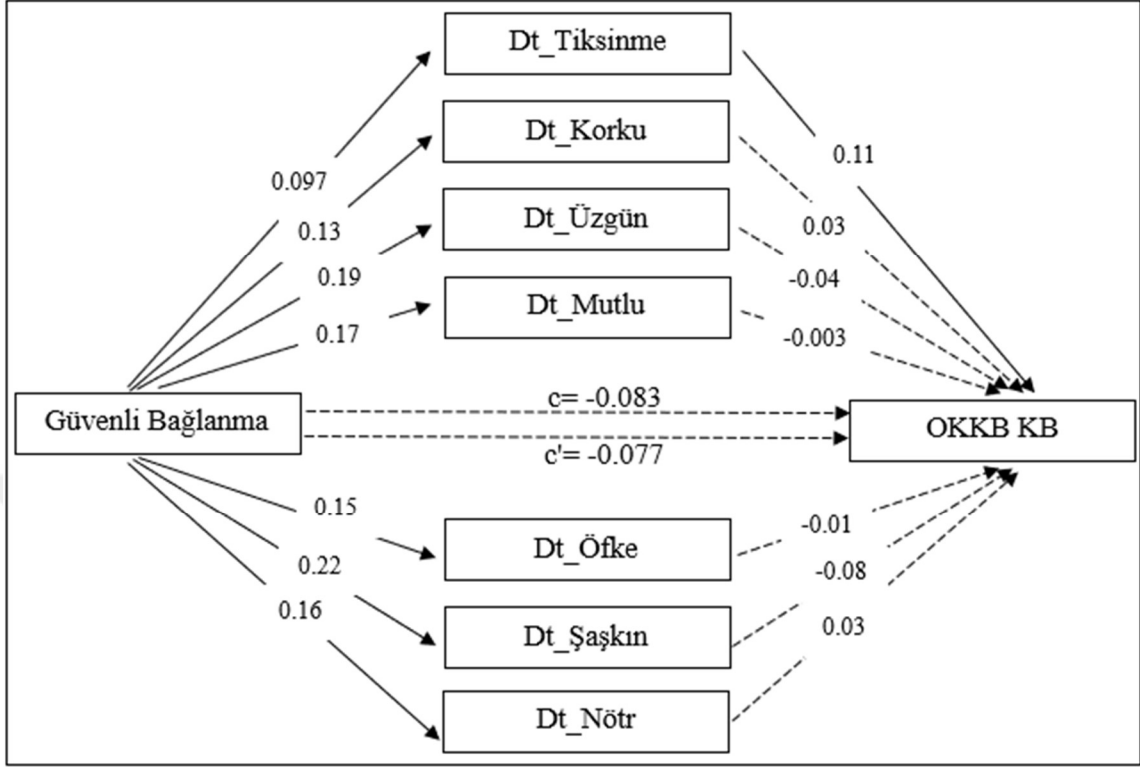 Dt_Tiksinme
0.097
0.11
Dt_Korku
0.13
0.03
Dt_Üzgün
0.19
-0.04
Dt_Mutlu
0.17
-0.003
Güvenli Bağlanma
c= -0.083
c'= -0.077
OKKB KB
0.15
Dt_Öfke
-0.01
0.22
Dt_Şaşkın
-0.08
0.16
Dt_Nötr
0.03